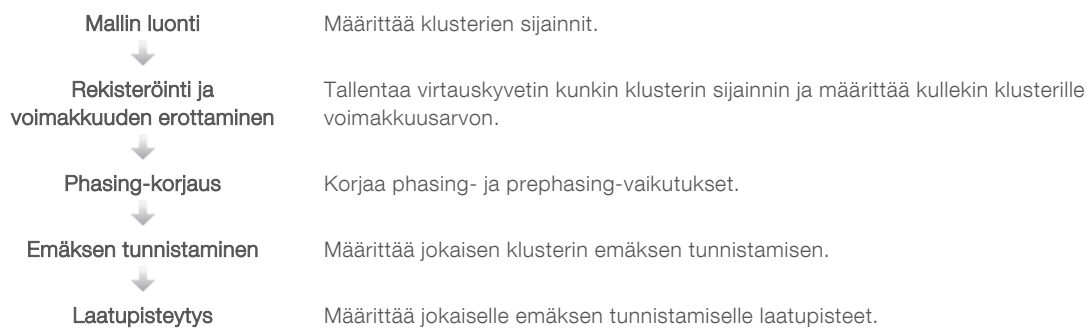 Mallin luonti
Määrittää klusterien sijainnit.
Rekisteröinti ja
voimakkuuden erottaminen
Tallentaa virtauskyvetin kunkin klusterin sijainnin ja määrittää kullekin klusterille
voimakkuusarvon.
Phasing-korjaus
Korjaa phasing- ja prephasing-vaikutukset.
Emäksen tunnistaminen
Määrittää jokaisen klusterin emäksen tunnistamisen.
Laatupisteytys
Määrittää jokaiselle emäksen tunnistamiselle laatupisteet.